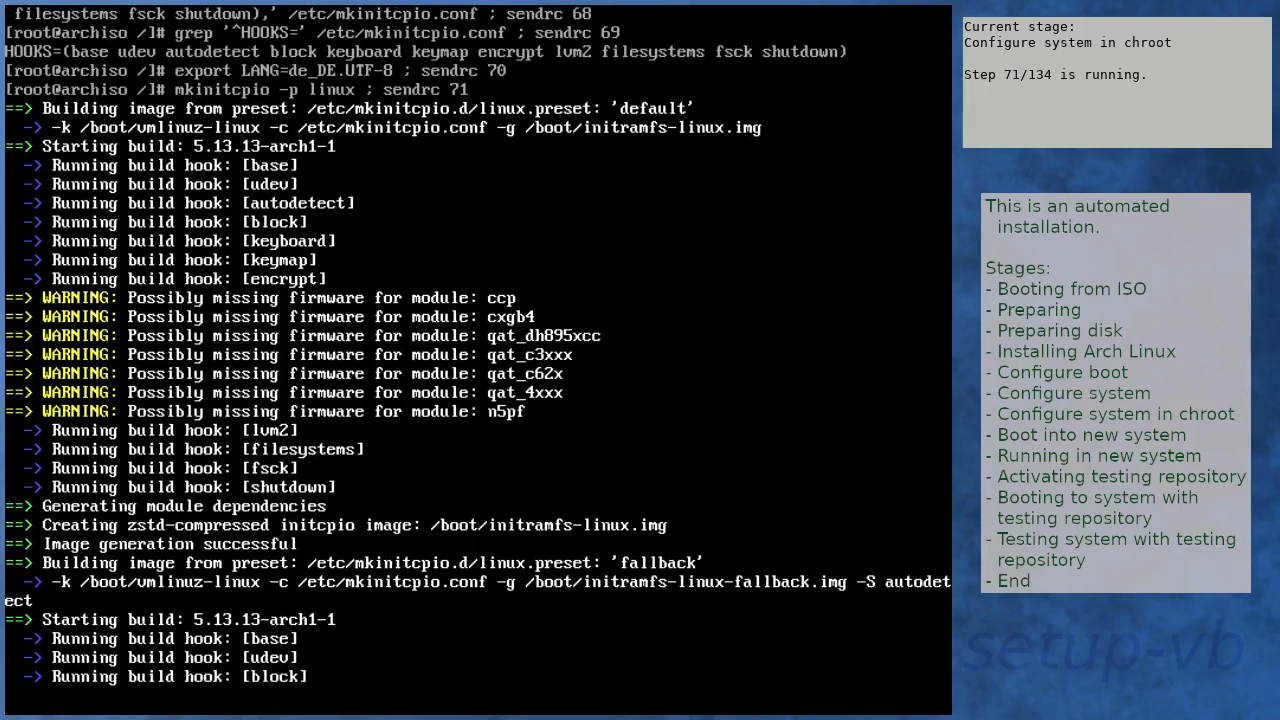 filesystems fsck shutdown),' /etc/mkinitcpio.conf ; sendrc 68
[root@archiso /]# grep '^HOOKS=' /etc/mkinitcpio.conf ; sendrc 69
HOOKS=(base udev autodetect block keyboard keymap encrypt lvm2 filesystems fsck shutdown)
[root@archiso /]# export LANG=de_DE.UTF-8 ; sendrc 70
[root@archiso /]# mkinitcpio -p linux ; sendrc 71
==> Building image from preset: /etc/mkinitcpio.d/linux.preset: 'default'
  -> -k /boot/vmlinuz-linux -c /etc/mkinitcpio.conf -g /boot/initramfs-linux.img
==> Starting build: 5.13.13-arch1-1
  -> Running build hook: [base]
  -> Running build hook: [udev]
  -> Running build hook: [autodetect]
  -> Running build hook: [block]
  -> Running build hook: [keyboard]
  -> Running build hook: [keymap]
  -> Running build hook: [encrypt]
==> WARNING: Possibly missing firmware for module: ccp
==> WARNING: Possibly missing firmware for module: cxgb4
==> WARNING: Possibly missing firmware for module: qat_dh895xcc
==> WARNING: Possibly missing firmware for module: qat_c3xxx
==> WARNING: Possibly missing firmware for module: qat_c62x
==> WARNING: Possibly missing firmware for module: qat_4xxx
==> WARNING: Possibly missing firmware for module: n5pf
  -> Running build hook: [lvm2]
  -> Running build hook: [filesystems]
  -> Running build hook: [fsck]
  -> Running build hook: [shutdown]
==> Generating module dependencies
==> Creating zstd-compressed initcpio image: /boot/initramfs-linux.img
==> Image generation successful
==> Building image from preset: /etc/mkinitcpio.d/linux.preset: 'fallback'
  -> -k /boot/vmlinuz-linux -c /etc/mkinitcpio.conf -g /boot/initramfs-linux-fallback.img -S autodet
ect
==> Starting build: 5.13.13-arch1-1
  -> Running build hook: [base]
  -> Running build hook: [udev]
  -> Running build hook: [block]
Current stage:
Configure system in chroot
Step 71/134 is running.
This is an automated
installation.
Stages:
- Booting from ISO
- Preparing
- Preparing disk
- Installing Arch Linux
- Configure boot
- Configure system
- Configure system in chroot
- Boot into new system
- Running in new system
- Activating testing repository
- Booting to system with
testing repository
- Testing system with testing
repository
- End
setup-vb